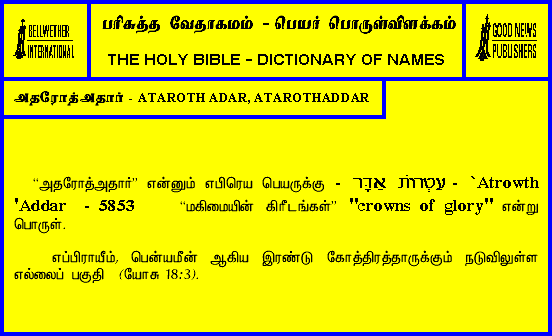 BELLWETHER
INTERNATIONAL
பரிசுத்த வேதாகமம் - பெயர் பொருள்விளக்கம்
THE HOLY BIBLE - DICTIONARY OF NAMES
GOOD NEWS
PUBLISHERS
அதரோத்அதார் - ATAROTH ADAR, ATAROTHADDAR
“அதரோத்அதார்” என்னும் எபிரெய பெயருக்கு - עַטְרוֹת אַדָּר - `Atrowth
'Addar - 5853 “மகிமையின் கிரீடங்கள்” "crowns of glory" என்று
பொருள்.
எப்பிராயீம், பென்யமீன் ஆகிய இரண்டு கோத்திரத்தாருக்கும் நடுவிலுள்ள
எல்லைப் பகுதி (யோசு 18:3).